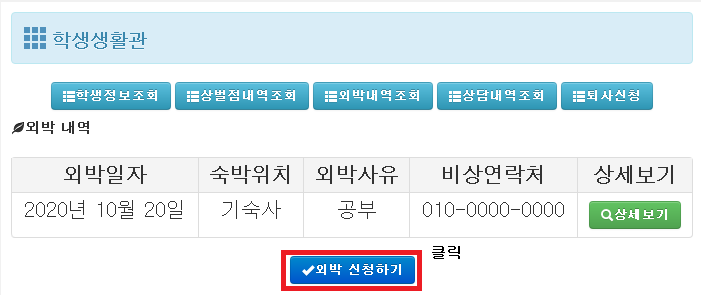 학생생활관
학생정보조회 상벌점내역조회 외박내역조회 상담내역조회 퇴사신청
외박 내역
외박일자 숙박위치 외박사유 비상연락처 상세보기
2020년 10월 20일 기숙사 공부 010-0000-0000 상세보기
외박 신청하기 클릭